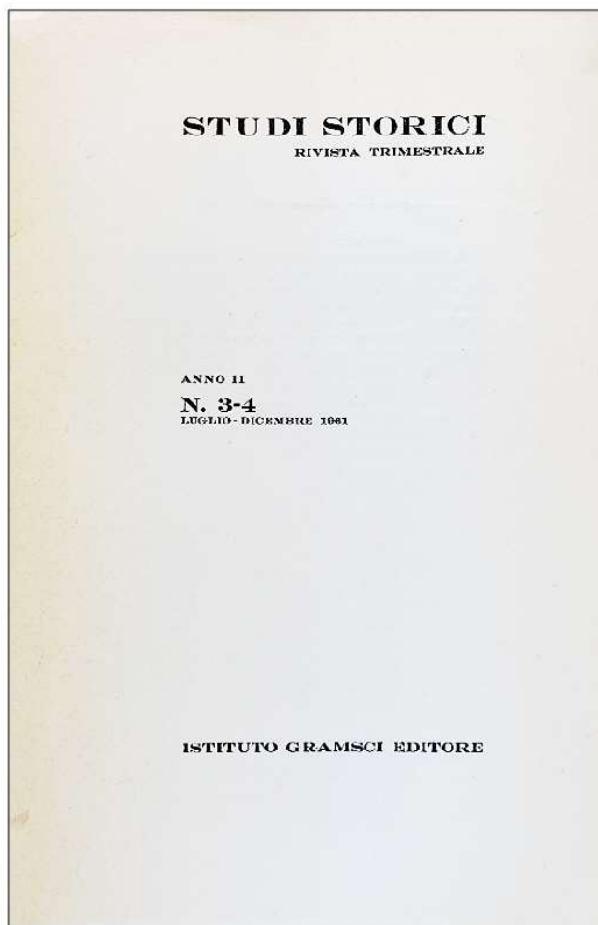 STUDI STORICI
RIVISTA TRIMESTRALE
ANNO II
N. 3-4
LUGLIO-DICEMBRE 1961
ISTITUTO GRAMSCI EDITORE